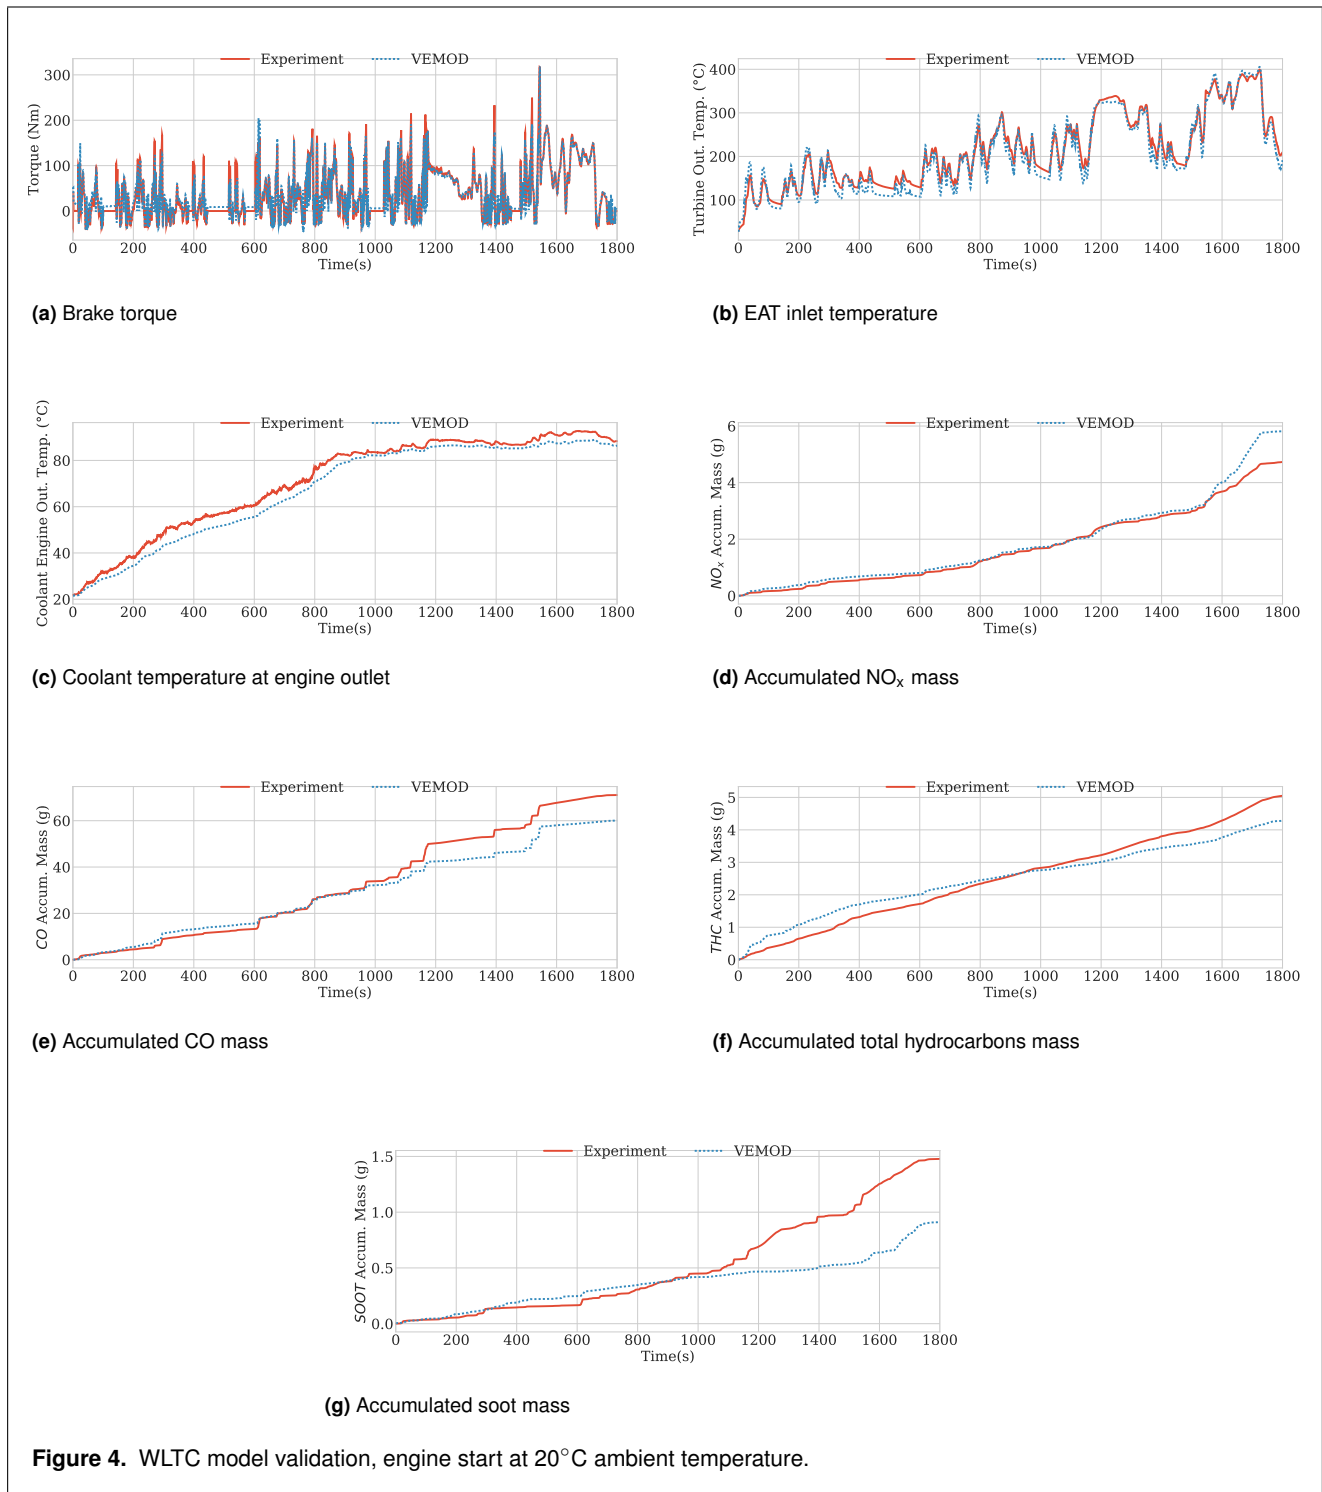 Experiment VEMOD
Torque (Nm)
300
200
100
0
0 200 400 600 800 1000 1200 1400 1600 1800
Time(s)
(a) Brake torque
Experiment VEMOD
Turbine Out. Temp. (°C)
400
300
200
100
0 200 400 600 800 1000 1200 1400 1600 1800
Time(s)
(b) EAT inlet temperature
Experiment VEMOD
Coolant Engine Out. Temp. (°C)
80
60
40
20
0 200 400 600 800 1000 1200 1400 1600 1800
Time(s)
(c) Coolant temperature at engine outlet
Experiment VEMOD
NOx Accum. Mass (g)
6
4
2
0
0 200 400 600 800 1000 1200 1400 1600 1800
Time(s)
(d) Accumulated NOx mass
Experiment VEMOD
CO Accum. Mass (g)
60
40
20
0
0 200 400 600 800 1000 1200 1400 1600 1800
Time(s)
(e) Accumulated CO mass
Experiment VEMOD
THC Accum. Mass (g)
5
4
3
2
1
0
0 200 400 600 800 1000 1200 1400 1600 1800
Time(s)
(f) Accumulated total hydrocarbons mass
Experiment VEMOD
SOOT Accum. Mass (g)
1.5
1.0
0.5
0.0
0 200 400 600 800 1000 1200 1400 1600 1800
Time(s)
(g) Accumulated soot mass
Figure 4. WLTC model validation, engine start at 20°C ambient temperature.